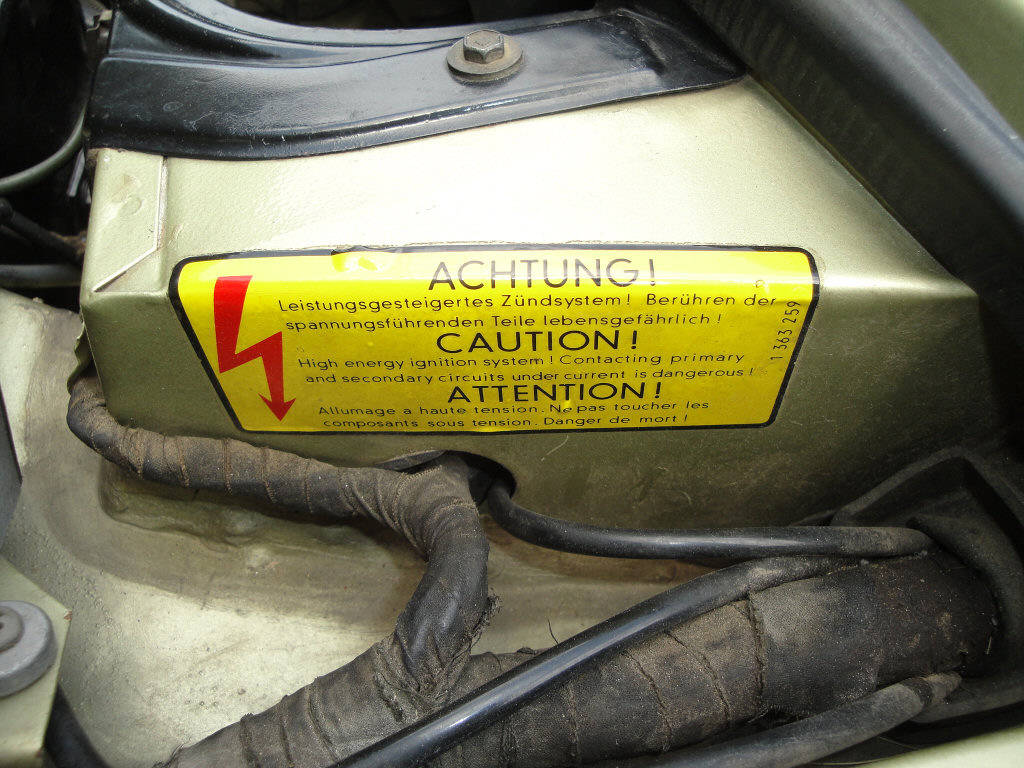 ACHTUNG!
Leistungsgesteigertes Zündsystem! Berühren der
spannungsführenden Teile lebensgefährlich!
CAUTION!
High energy ignition system! Contacting primary
and secondary circuits under current is dangerous!
ATTENTION!
Allumage a haute tension. Ne pas toucher les
composants sous tension. Danger de mort!
1 363 259